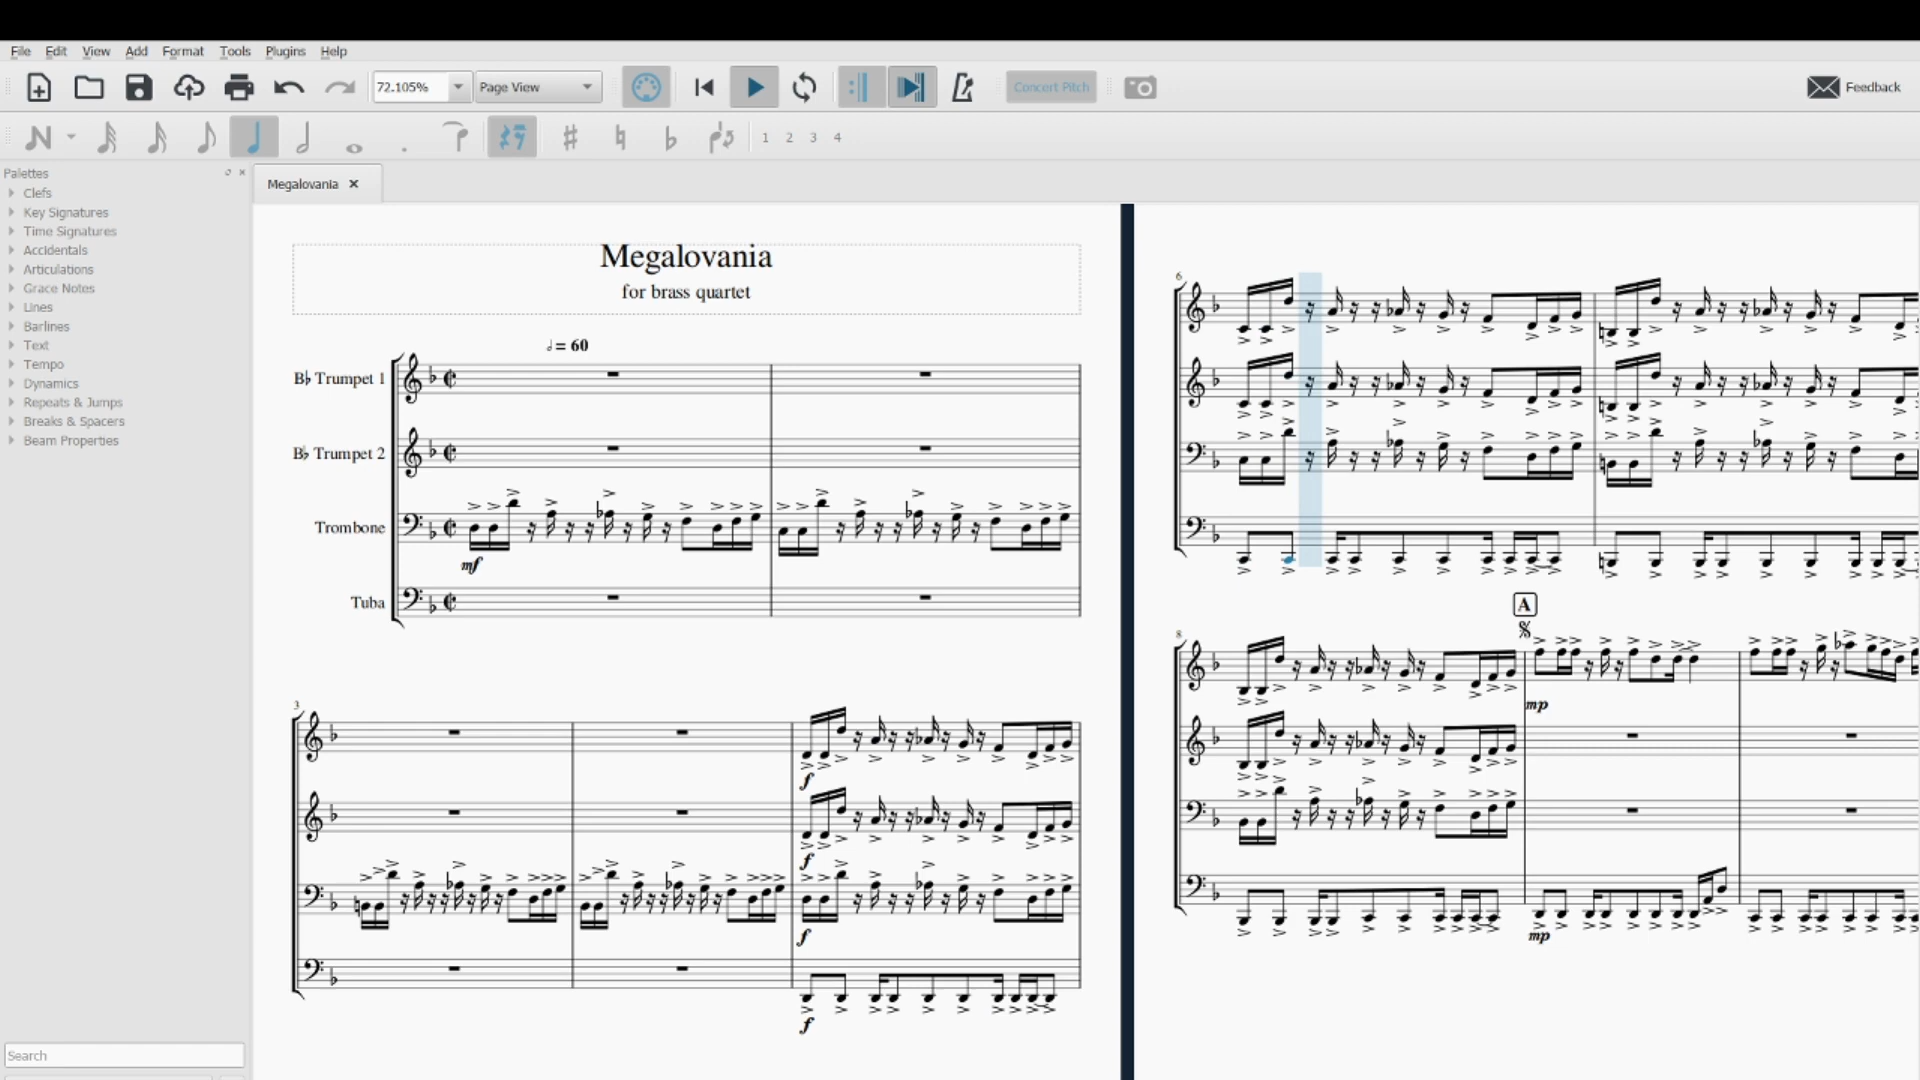 File Edit View Add Format Tools Plugins Help
72.105% Page View Concert Pitch Feedback
1 2 3 4
Palettes
Clefs
Key Signatures
Time Signatures
Accidentals
Articulations
Grace Notes
Lines
Barlines
Text
Tempo
Dynamics
Repeats & Jumps
Breaks & Spacers
Beam Properties
Search
Megalovania
Megalovania
for brass quartet
= 60
B♭ Trumpet 1
B♭ Trumpet 2
Trombone
mf
Tuba
3
f
f
f
f
6
A
8
mp
mp